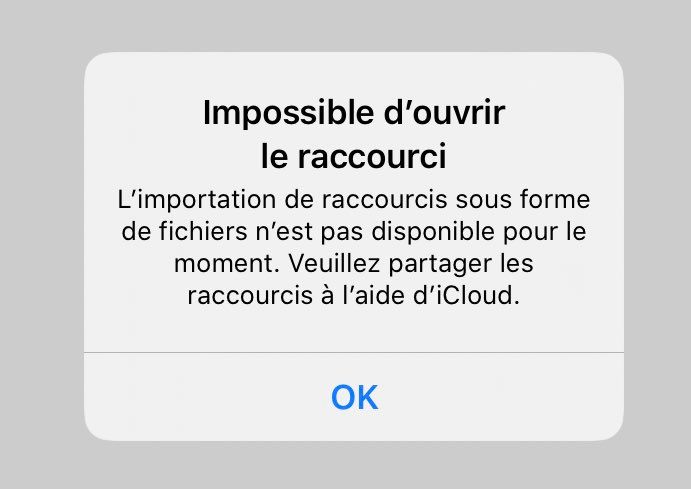 Impossible d’ouvrir
le raccourci
L’importation de raccourcis sous forme
de fichiers n’est pas disponible pour le
moment. Veuillez partager les
raccourcis à l’aide d’iCloud.
OK